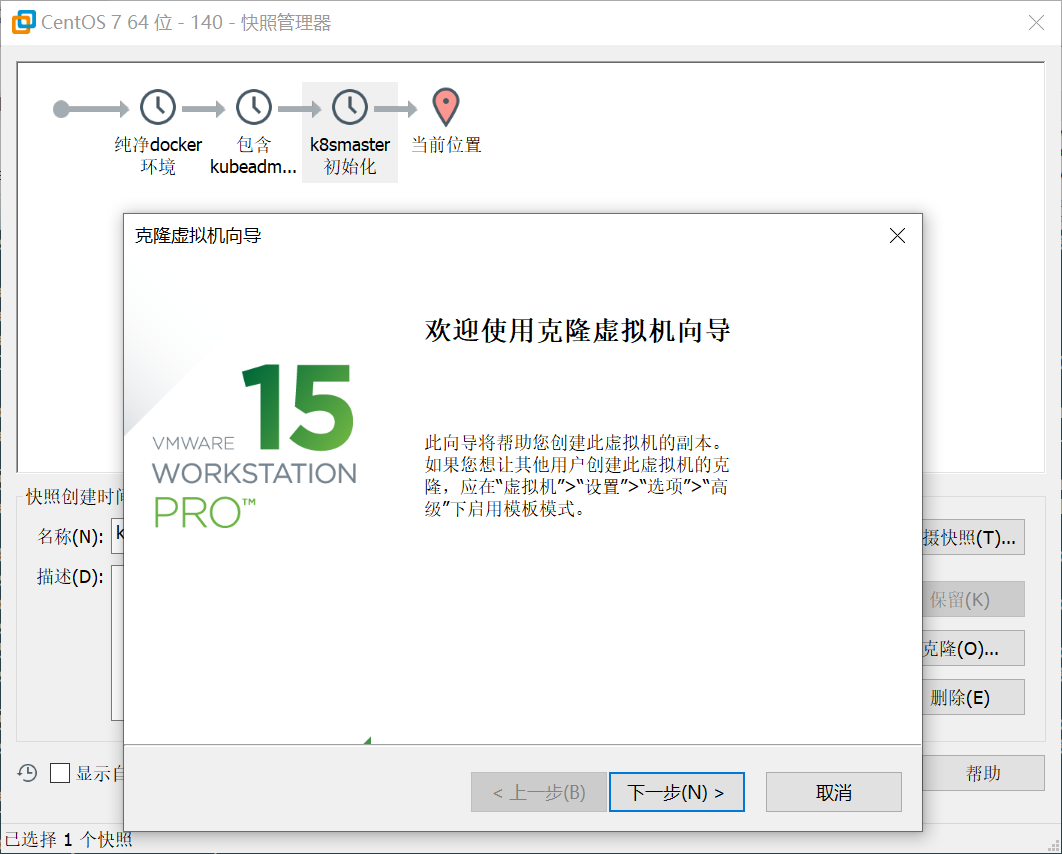 CentOS 7 64 位 - 140 - 快照管理器
纯净docker
环境
包含
kubeadm...
k8smaster
初始化
当前位置
克隆虚拟机向导
欢迎使用克隆虚拟机向导
15
VMWARE
WORKSTATION
PRO™
此向导将帮助您创建此虚拟机的副本。
如果您想让其他用户创建此虚拟机的克
隆，应在“虚拟机”>“设置”>“选项”>“高
级”下启用模板模式。
快照创建时间
名称(N):
k
描述(D):
摄快照(T)...
保留(K)
克隆(O)...
删除(E)
显示自
< 上一步(B)
下一步(N) >
取消
帮助
已选择 1 个快照